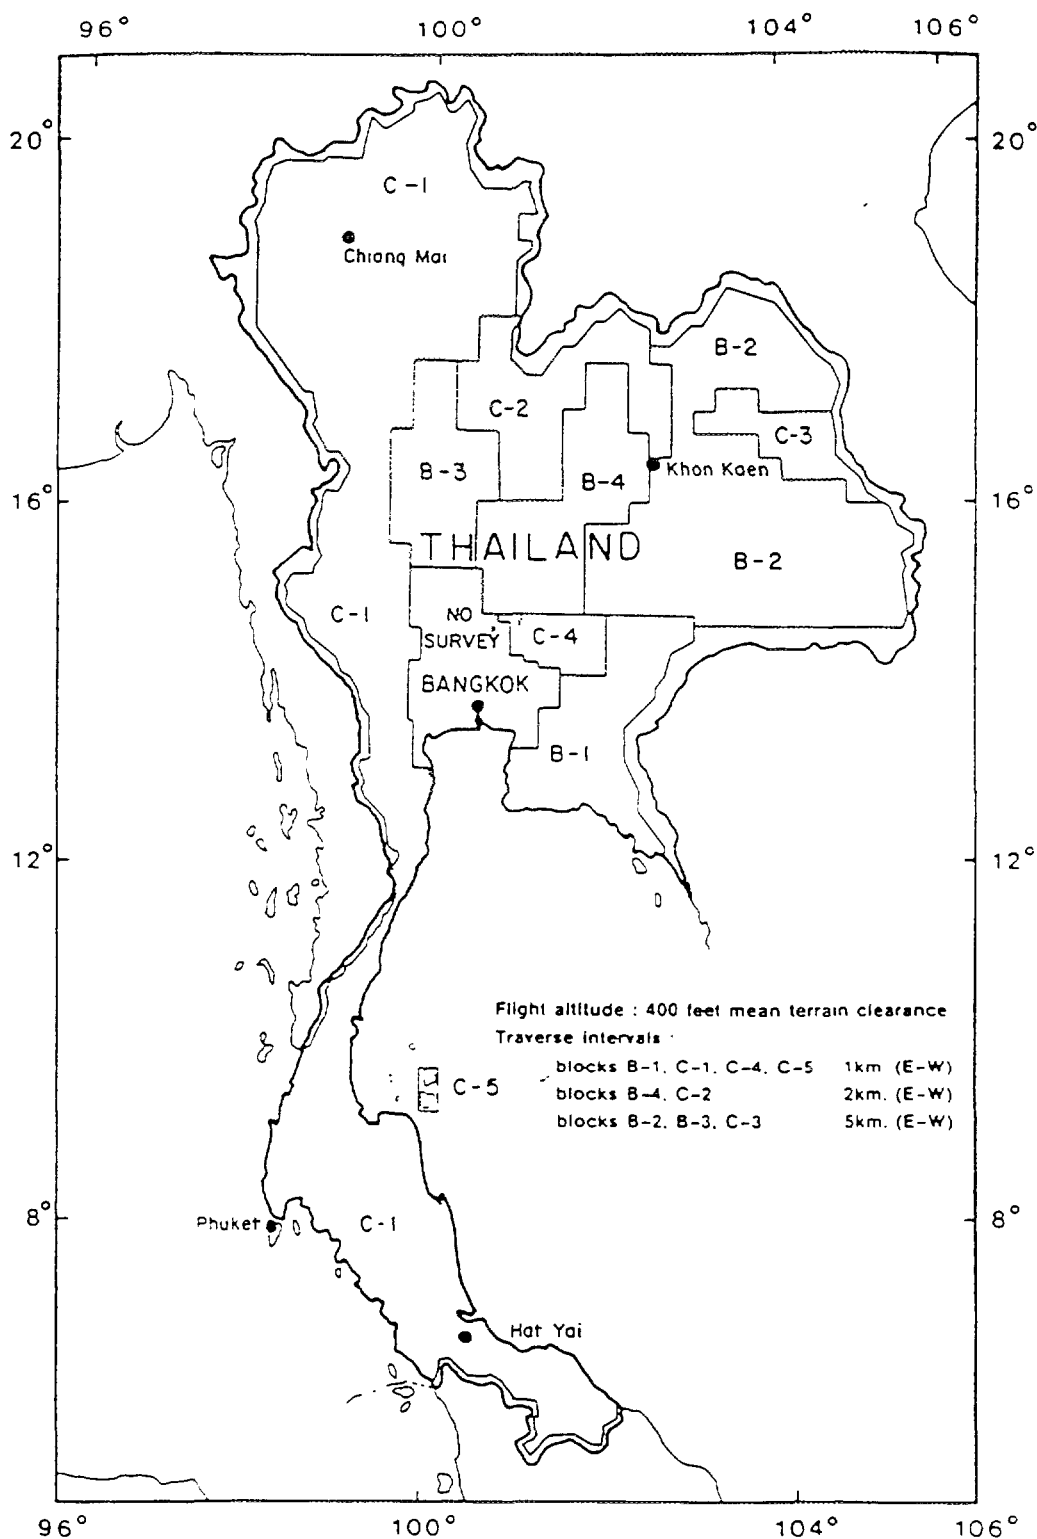 96° 100° 104° 106°
20° 20°
C-1
Chiang Mai
B-2
C-2
C-3
B-3
B-4
Khon Kaen
16° 16°
THAILAND
B-2
C-1
NO
SURVEY
C-4
BANGKOK
B-1
12° 12°
Flight altitude : 400 feet mean terrain clearance
Traverse intervals :
blocks B-1, C-1, C-4, C-5 1km (E-W)
blocks B-4, C-2 2km. (E-W)
blocks B-2, B-3, C-3 5km. (E-W)
C-5
8° 8°
Phuket
C-1
Hat Yai
96° 100° 104° 106°